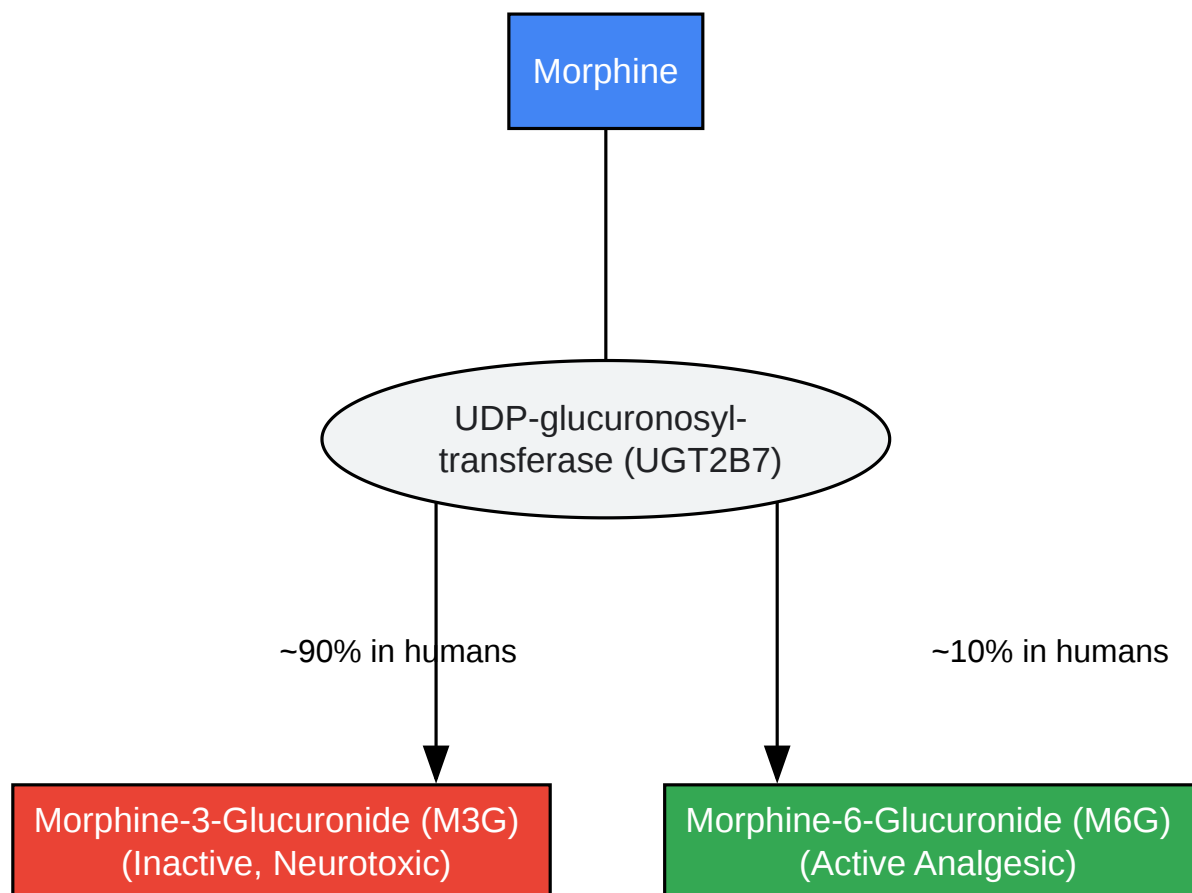 Morphine
UDP-glucuronosyl-
transferase (UGT2B7)
~90% in humans
~10% in humans
Morphine-3-Glucuronide (M3G)
(Inactive, Neurotoxic)
Morphine-6-Glucuronide (M6G)
(Active Analgesic)